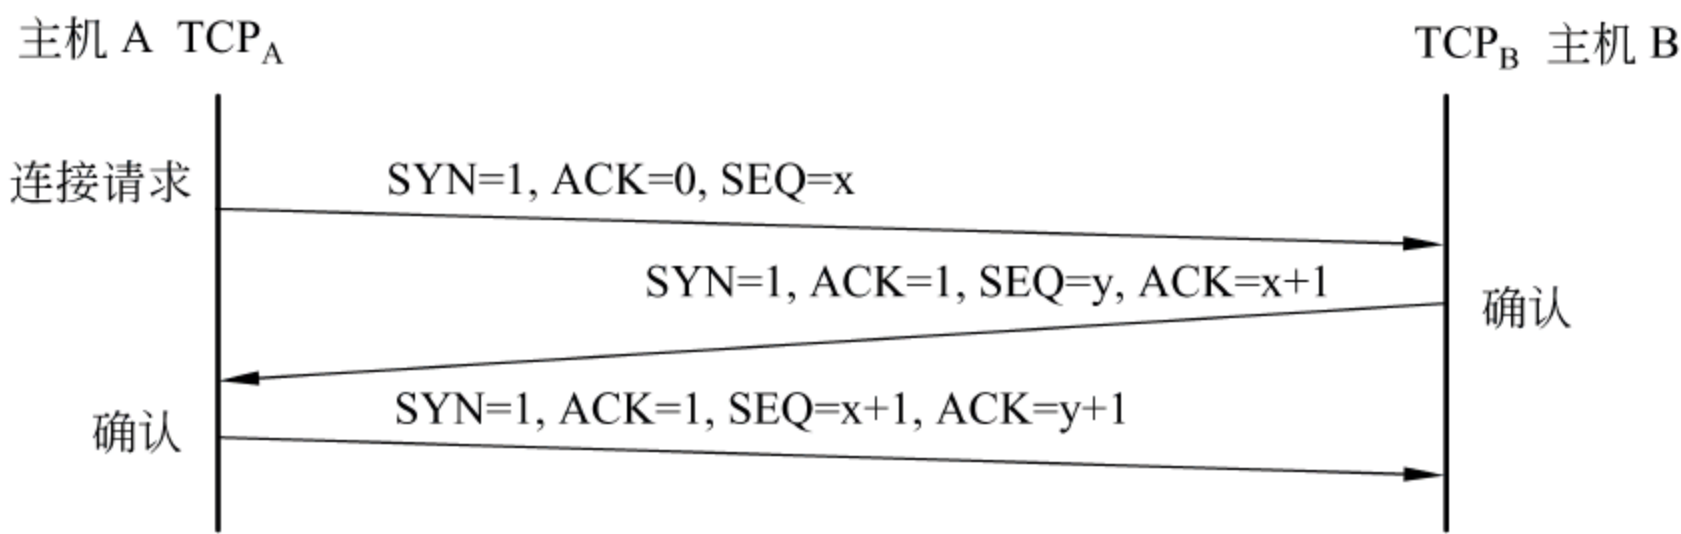 主机 A TCPA
TCPB 主机 B
连接请求
SYN=1, ACK=0, SEQ=x
SYN=1, ACK=1, SEQ=y, ACK=x+1
确认
SYN=1, ACK=1, SEQ=x+1, ACK=y+1
确认